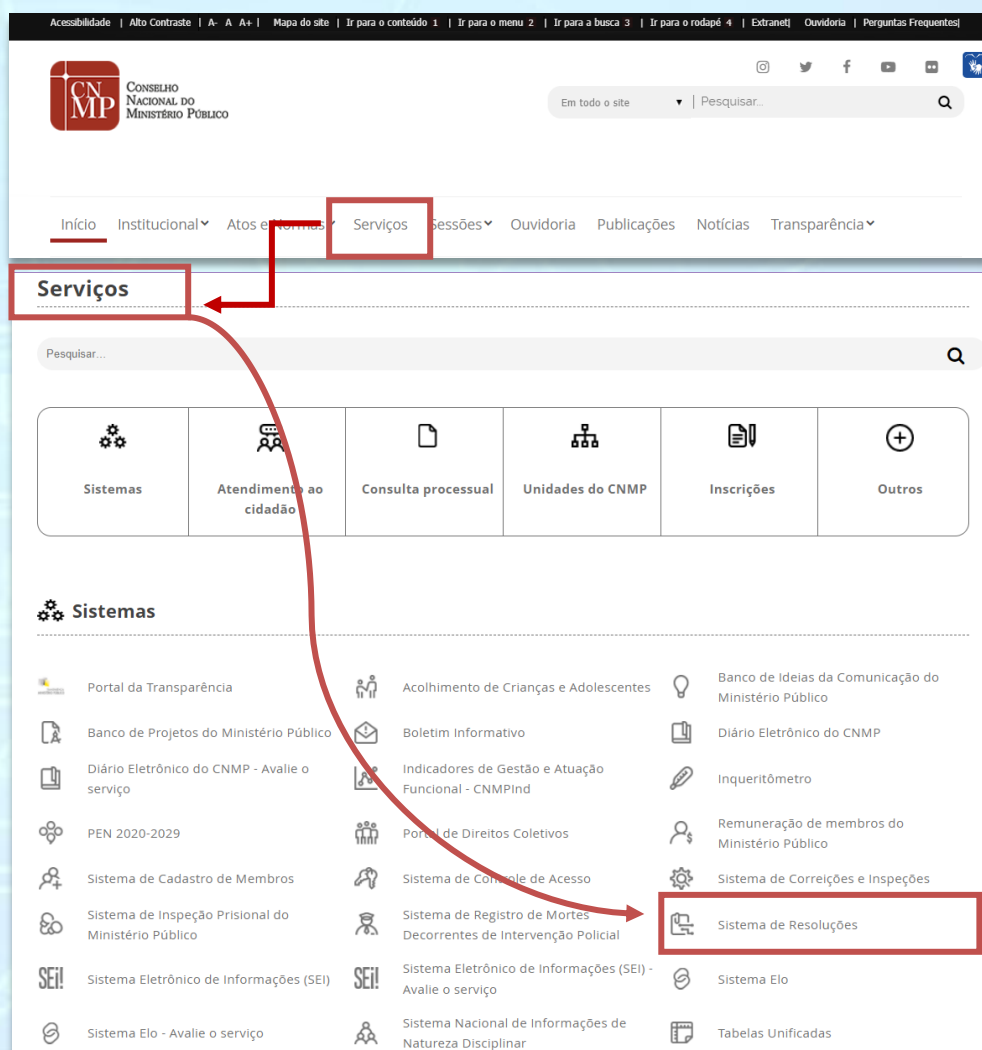 Acessibilidade | Alto Contraste | A- A A+ | Mapa do site | Ir para o conteúdo 1 | Ir para o menu 2 | Ir para a busca 3 | Ir para o rodapé 4 | Extranet| Ouvidoria | Perguntas Frequentes|
CN
MP
Conselho
Nacional do
Ministério Público
Em todo o site ▼ | Pesquisar...
Início Institucional Atos e Normas Serviços Sessões Ouvidoria Publicações Notícias Transparência
Serviços
Pesquisar...
Sistemas
Atendimento ao
cidadão
Consulta processual
Unidades do CNMP
Inscrições
Outros
Sistemas
Portal da Transparência
Acolhimento de Crianças e Adolescentes
Banco de Ideias da Comunicação do
Ministério Público
Banco de Projetos do Ministério Público
Boletim Informativo
Diário Eletrônico do CNMP
Diário Eletrônico do CNMP - Avalie o
serviço
Indicadores de Gestão e Atuação
Funcional - CNMPInd
Inqueritômetro
PEN 2020-2029
Portal de Direitos Coletivos
Remuneração de membros do
Ministério Público
Sistema de Cadastro de Membros
Sistema de Controle de Acesso
Sistema de Correições e Inspeções
Sistema de Inspeção Prisional do
Ministério Público
Sistema de Registro de Mortes
Decorrentes de Intervenção Policial
Sistema de Resoluções
SEi!
Sistema Eletrônico de Informações (SEI)
SEi!
Sistema Eletrônico de Informações (SEI) -
Avalie o serviço
Sistema Elo
Sistema Elo - Avalie o serviço
Sistema Nacional de Informações de
Natureza Disciplinar
Tabelas Unificadas